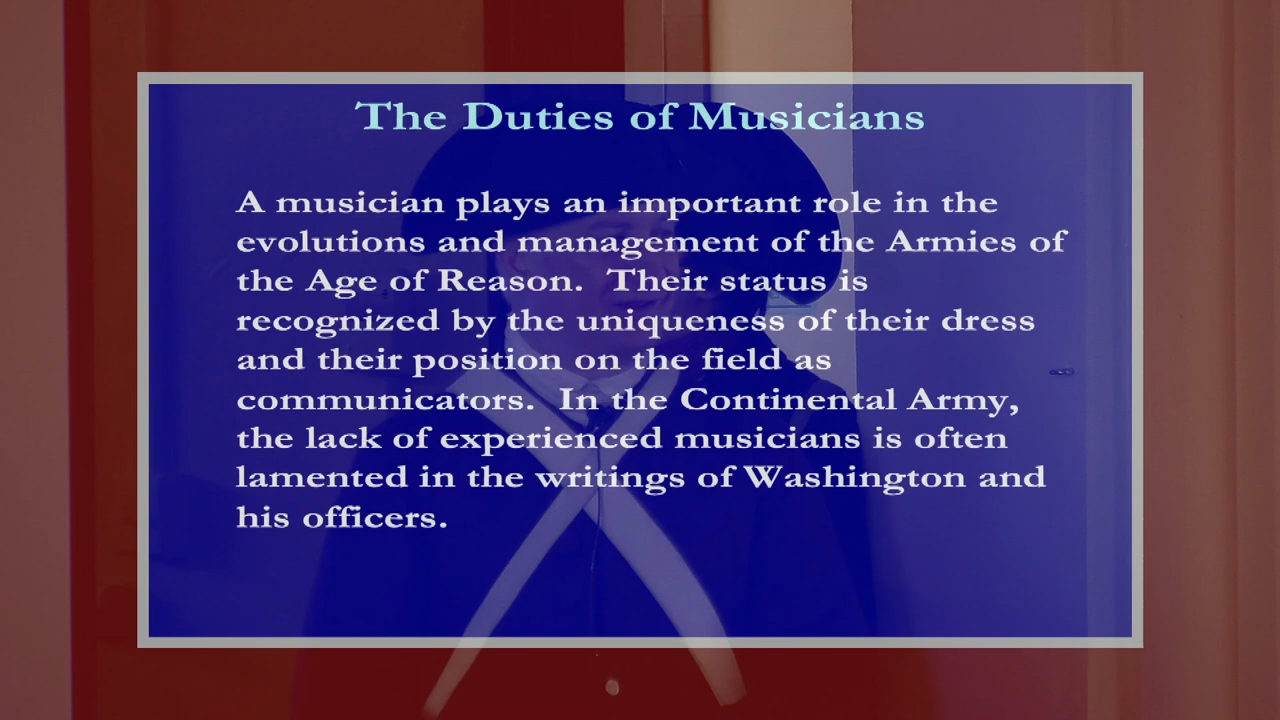 The Duties of Musicians
A musician plays an important role in the
evolutions and management of the Armies of
the Age of Reason.  Their status is
recognized by the uniqueness of their dress
and their position on the field as
communicators.  In the Continental Army,
the lack of experienced musicians is often
lamented in the writings of Washington and
his officers.